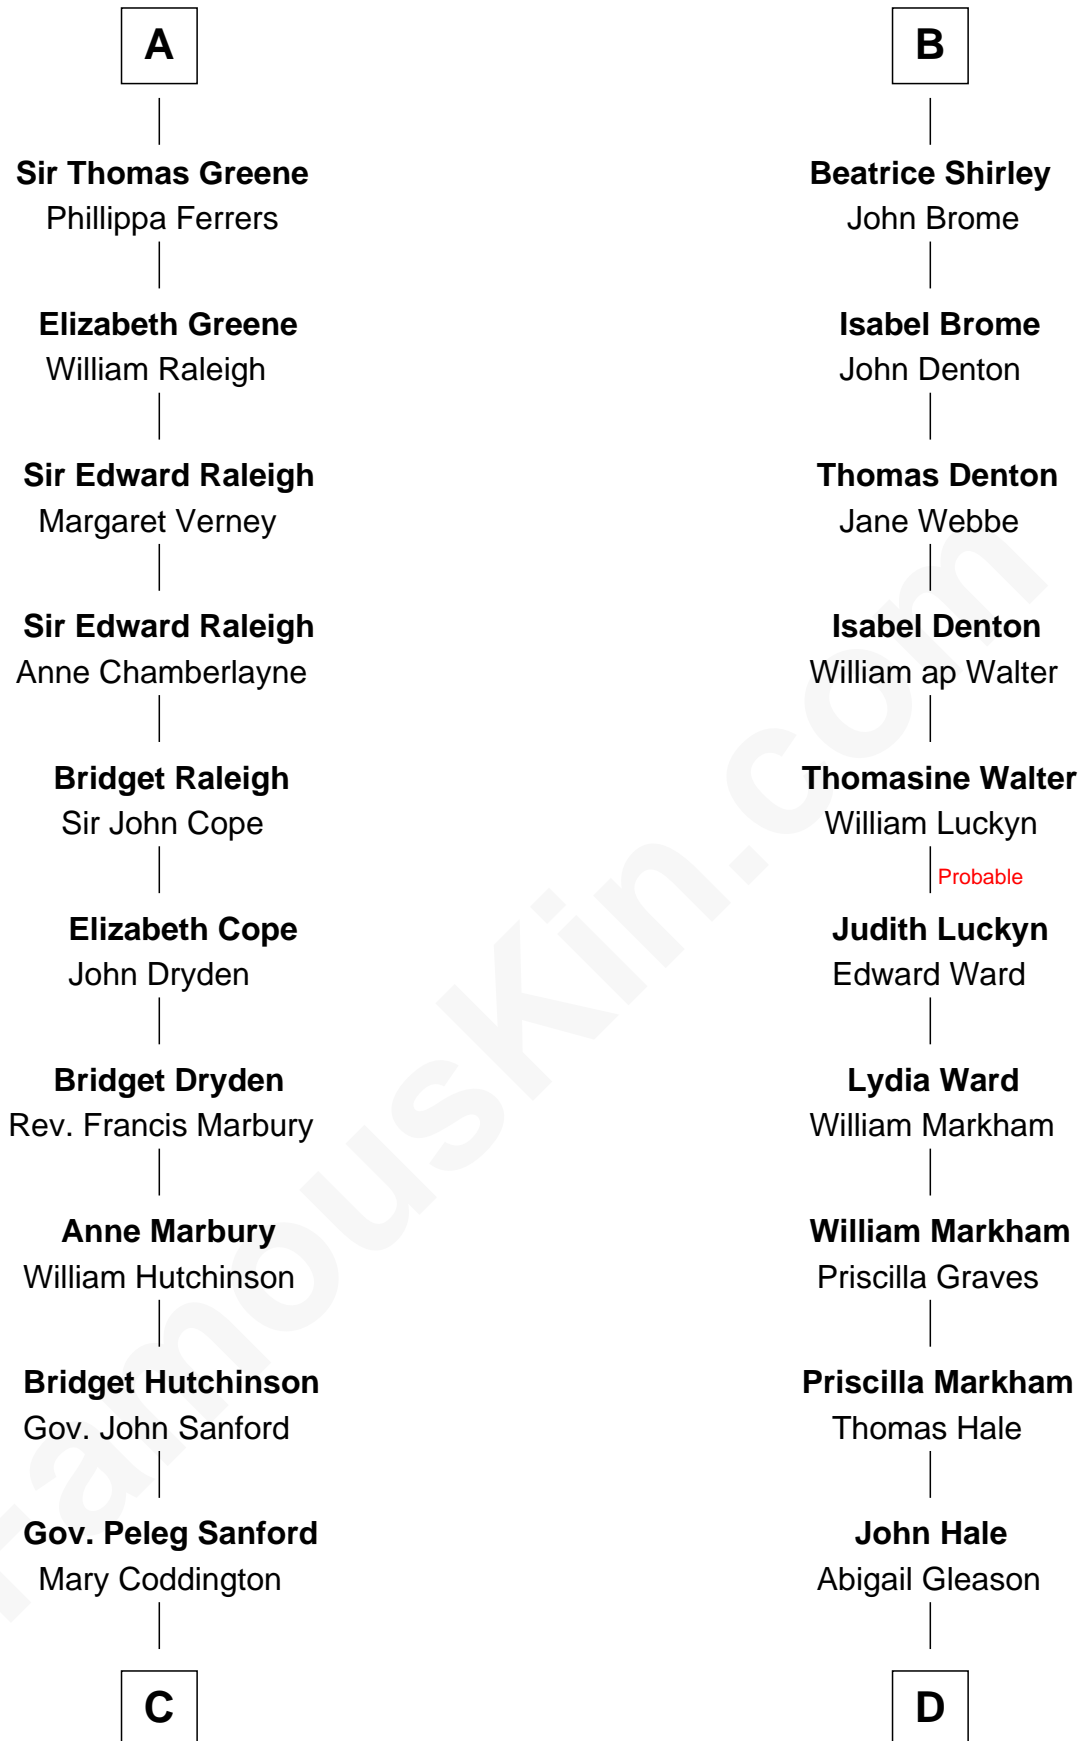 A
Sir Thomas Greene
Phillippa Ferrers
Elizabeth Greene
William Raleigh
Sir Edward Raleigh
Margaret Verney
Sir Edward Raleigh
Anne Chamberlayne
Bridget Raleigh
Sir John Cope
Elizabeth Cope
John Dryden
Bridget Dryden
Rev. Francis Marbury
Anne Marbury
William Hutchinson
Bridget Hutchinson
Gov. John Sanford
Gov. Peleg Sanford
Mary Coddington
C
B
Beatrice Shirley
John Brome
Isabel Brome
John Denton
Thomas Denton
Jane Webbe
Isabel Denton
William ap Walter
Thomasine Walter
William Luckyn
Probable
Judith Luckyn
Edward Ward
Lydia Ward
William Markham
William Markham
Priscilla Graves
Priscilla Markham
Thomas Hale
John Hale
Abigail Gleason
D
FamousKin.com